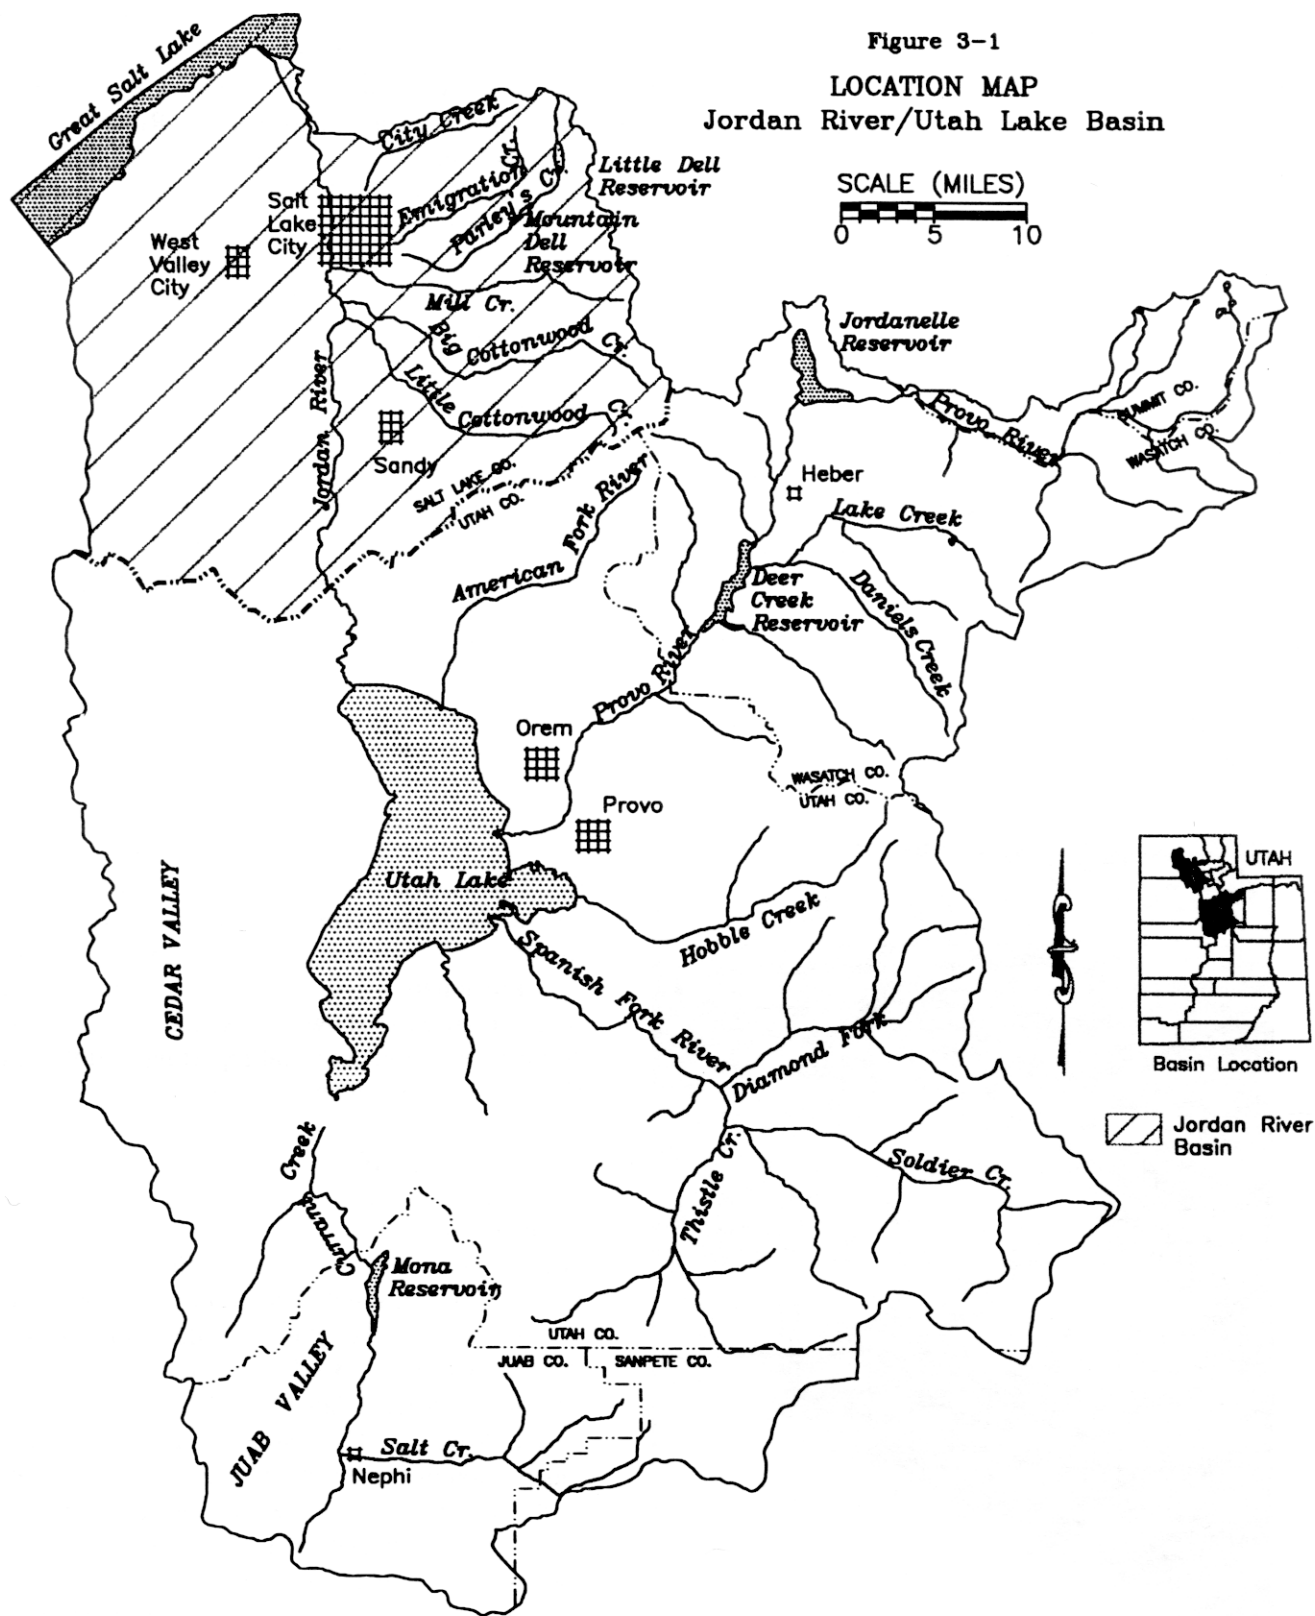 Figure 3-1
LOCATION MAP
Jordan River/Utah Lake Basin
SCALE (MILES)
0 5 10
Great Salt Lake
City Creek
Emigration Cr.
Parley's Cr.
Little Dell
Reservoir
Mountain
Dell
Reservoir
Salt
Lake
City
West
Valley
City
Mill Cr.
Big Cottonwood Cr.
Little Cottonwood Cr.
Jordan River
Sandy
SALT LAKE CO.
UTAH CO.
Jordanelle
Reservoir
Provo River
SUMMIT CO.
WASATCH CO.
Heber
Lake Creek
American Fork River
Deer
Creek
Reservoir
Daniels Creek
Provo River
Orem
Provo
WASATCH CO.
UTAH CO.
Utah Lake
CEDAR VALLEY
Hobble Creek
Spanish Fork River
Diamond Fork
UTAH
Basin Location
Jordan River
Basin
Currant Creek
Thistle Cr.
Soldier Cr.
Mona
Reservoir
UTAH CO.
JUAB CO.
SANPETE CO.
JUAB VALLEY
Salt Cr.
Nephi